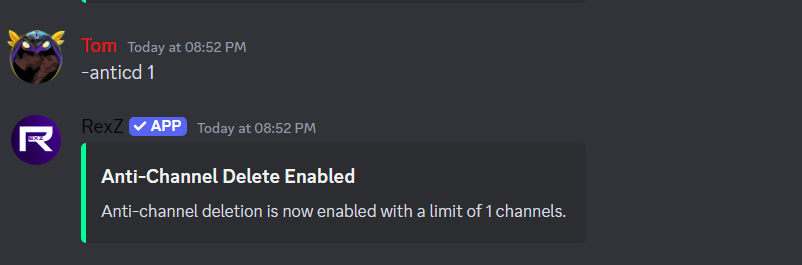 Tom Today at 08:52 PM
-anticd 1
RexZ ✓ APP Today at 08:52 PM
R
REXZ
Anti-Channel Delete Enabled
Anti-channel deletion is now enabled with a limit of 1 channels.